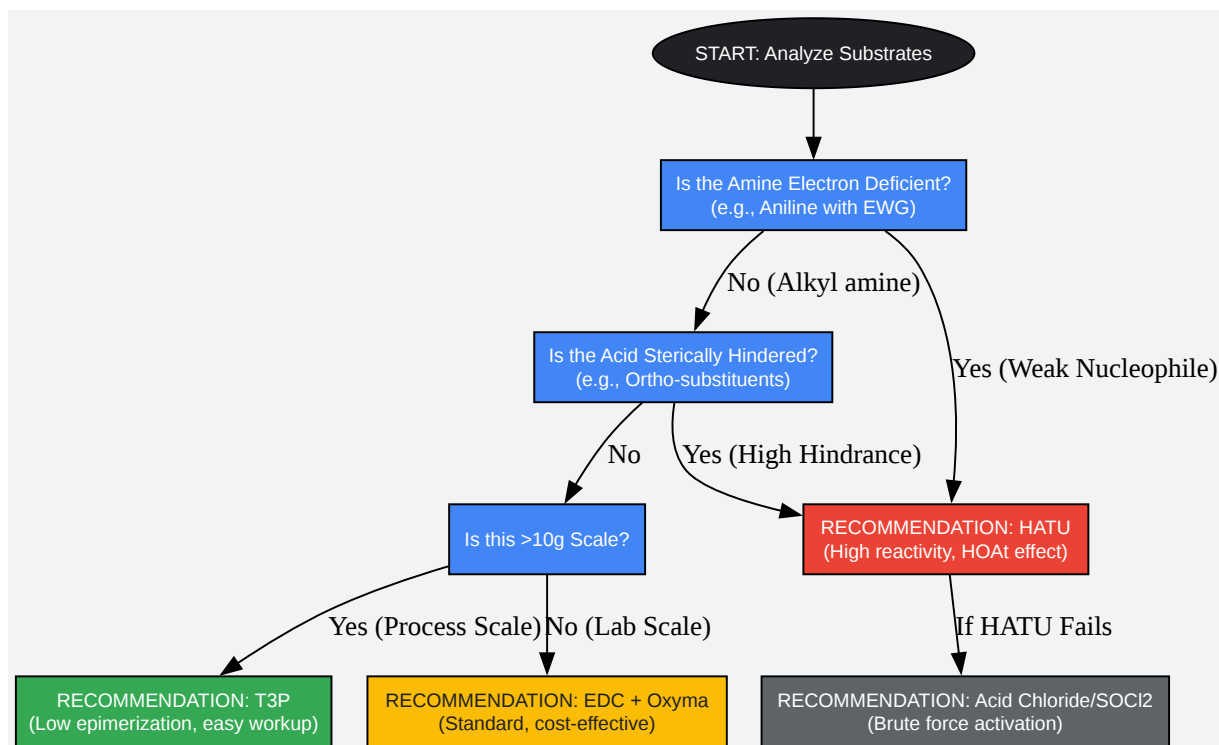 START: Analyze Substrates
Is the Amine Electron Deficient?
(e.g., Aniline with EWG)
No (Alkyl amine)
Is the Acid Sterically Hindered?
(e.g., Ortho-substituents)
Yes (Weak Nucleophile)
No
Yes (High Hindrance)
Is this >10g Scale?
RECOMMENDATION: HATU
(High reactivity, HOAt effect)
Yes (Process Scale)
No (Lab Scale)
If HATU Fails
RECOMMENDATION: T3P
(Low epimerization, easy workup)
RECOMMENDATION: EDC + Oxyma
(Standard, cost-effective)
RECOMMENDATION: Acid Chloride/SOCl2
(Brute force activation)